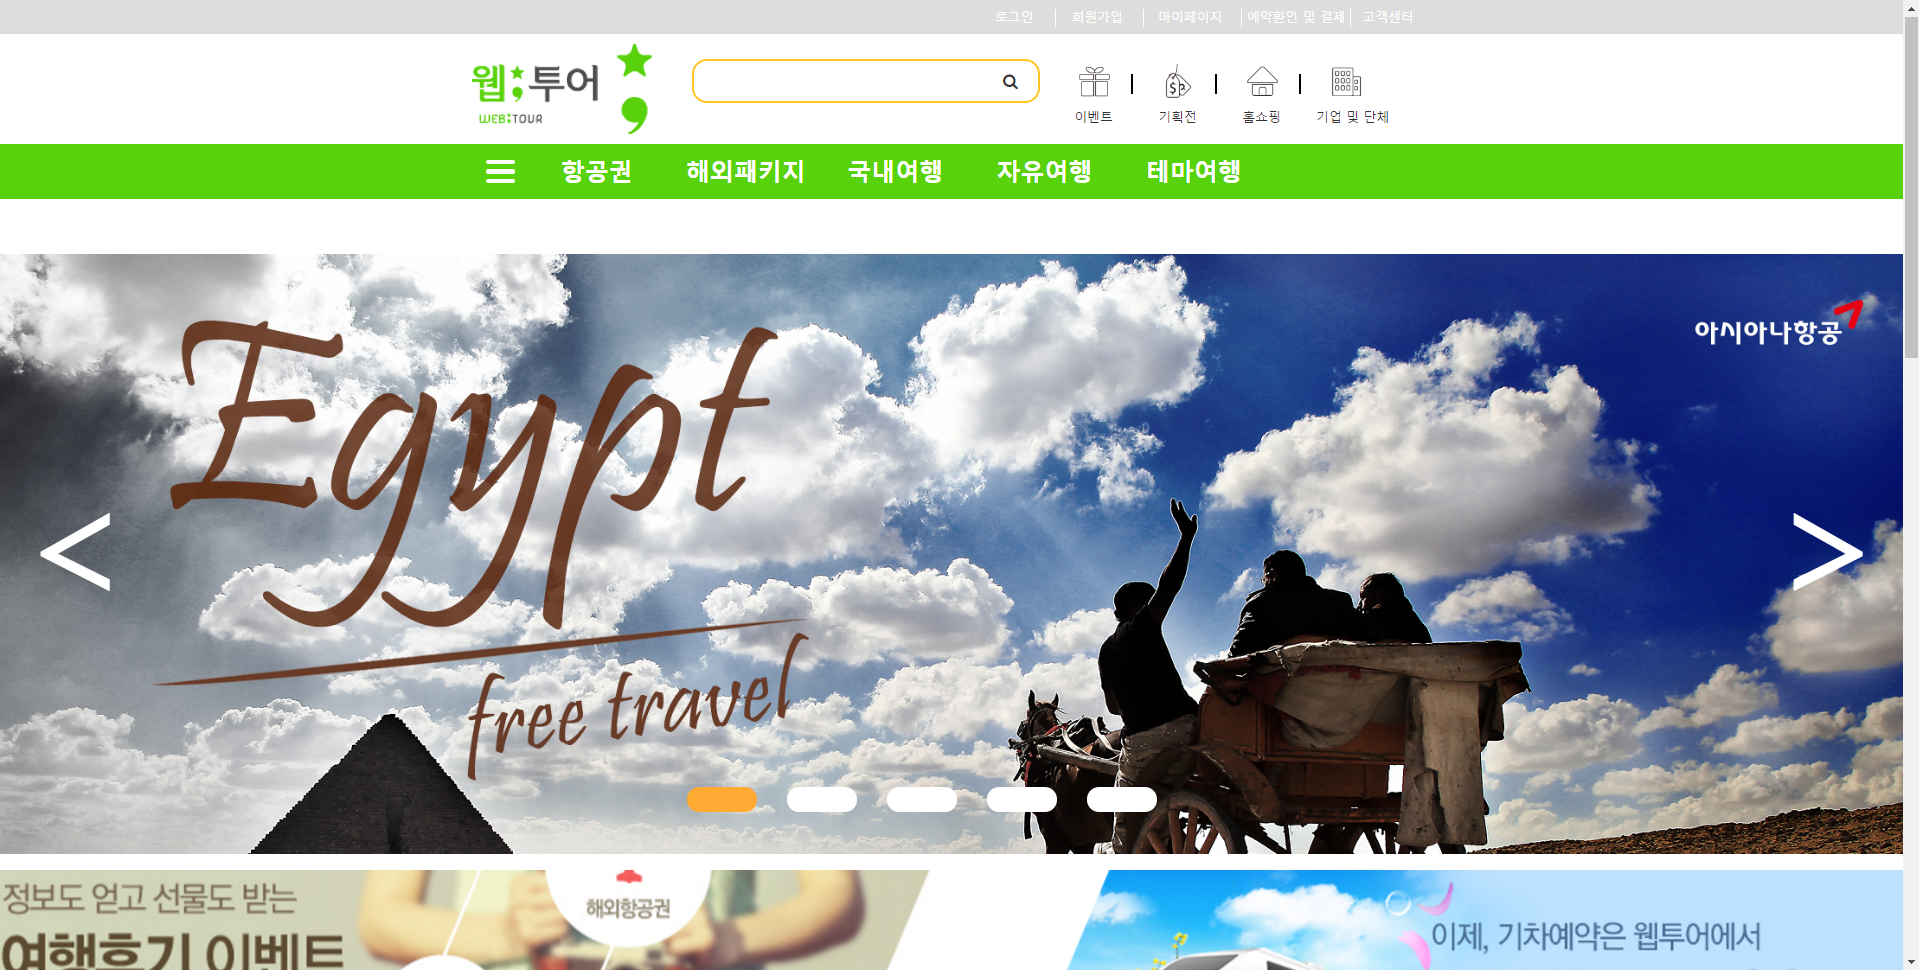 로그인 회원가입 마이페이지 예약확인 및 결제 고객센터
웹;투어
WEB:TOUR
이벤트 기획전 홈쇼핑 기업 및 단체
항공권 해외패키지 국내여행 자유여행 테마여행
아시아나항공
Egypt
< >
free travel
정보도 얻고 선물도 받는
해외항공권
여행후기 이벤트
이제, 기차예약은 웹투어에서